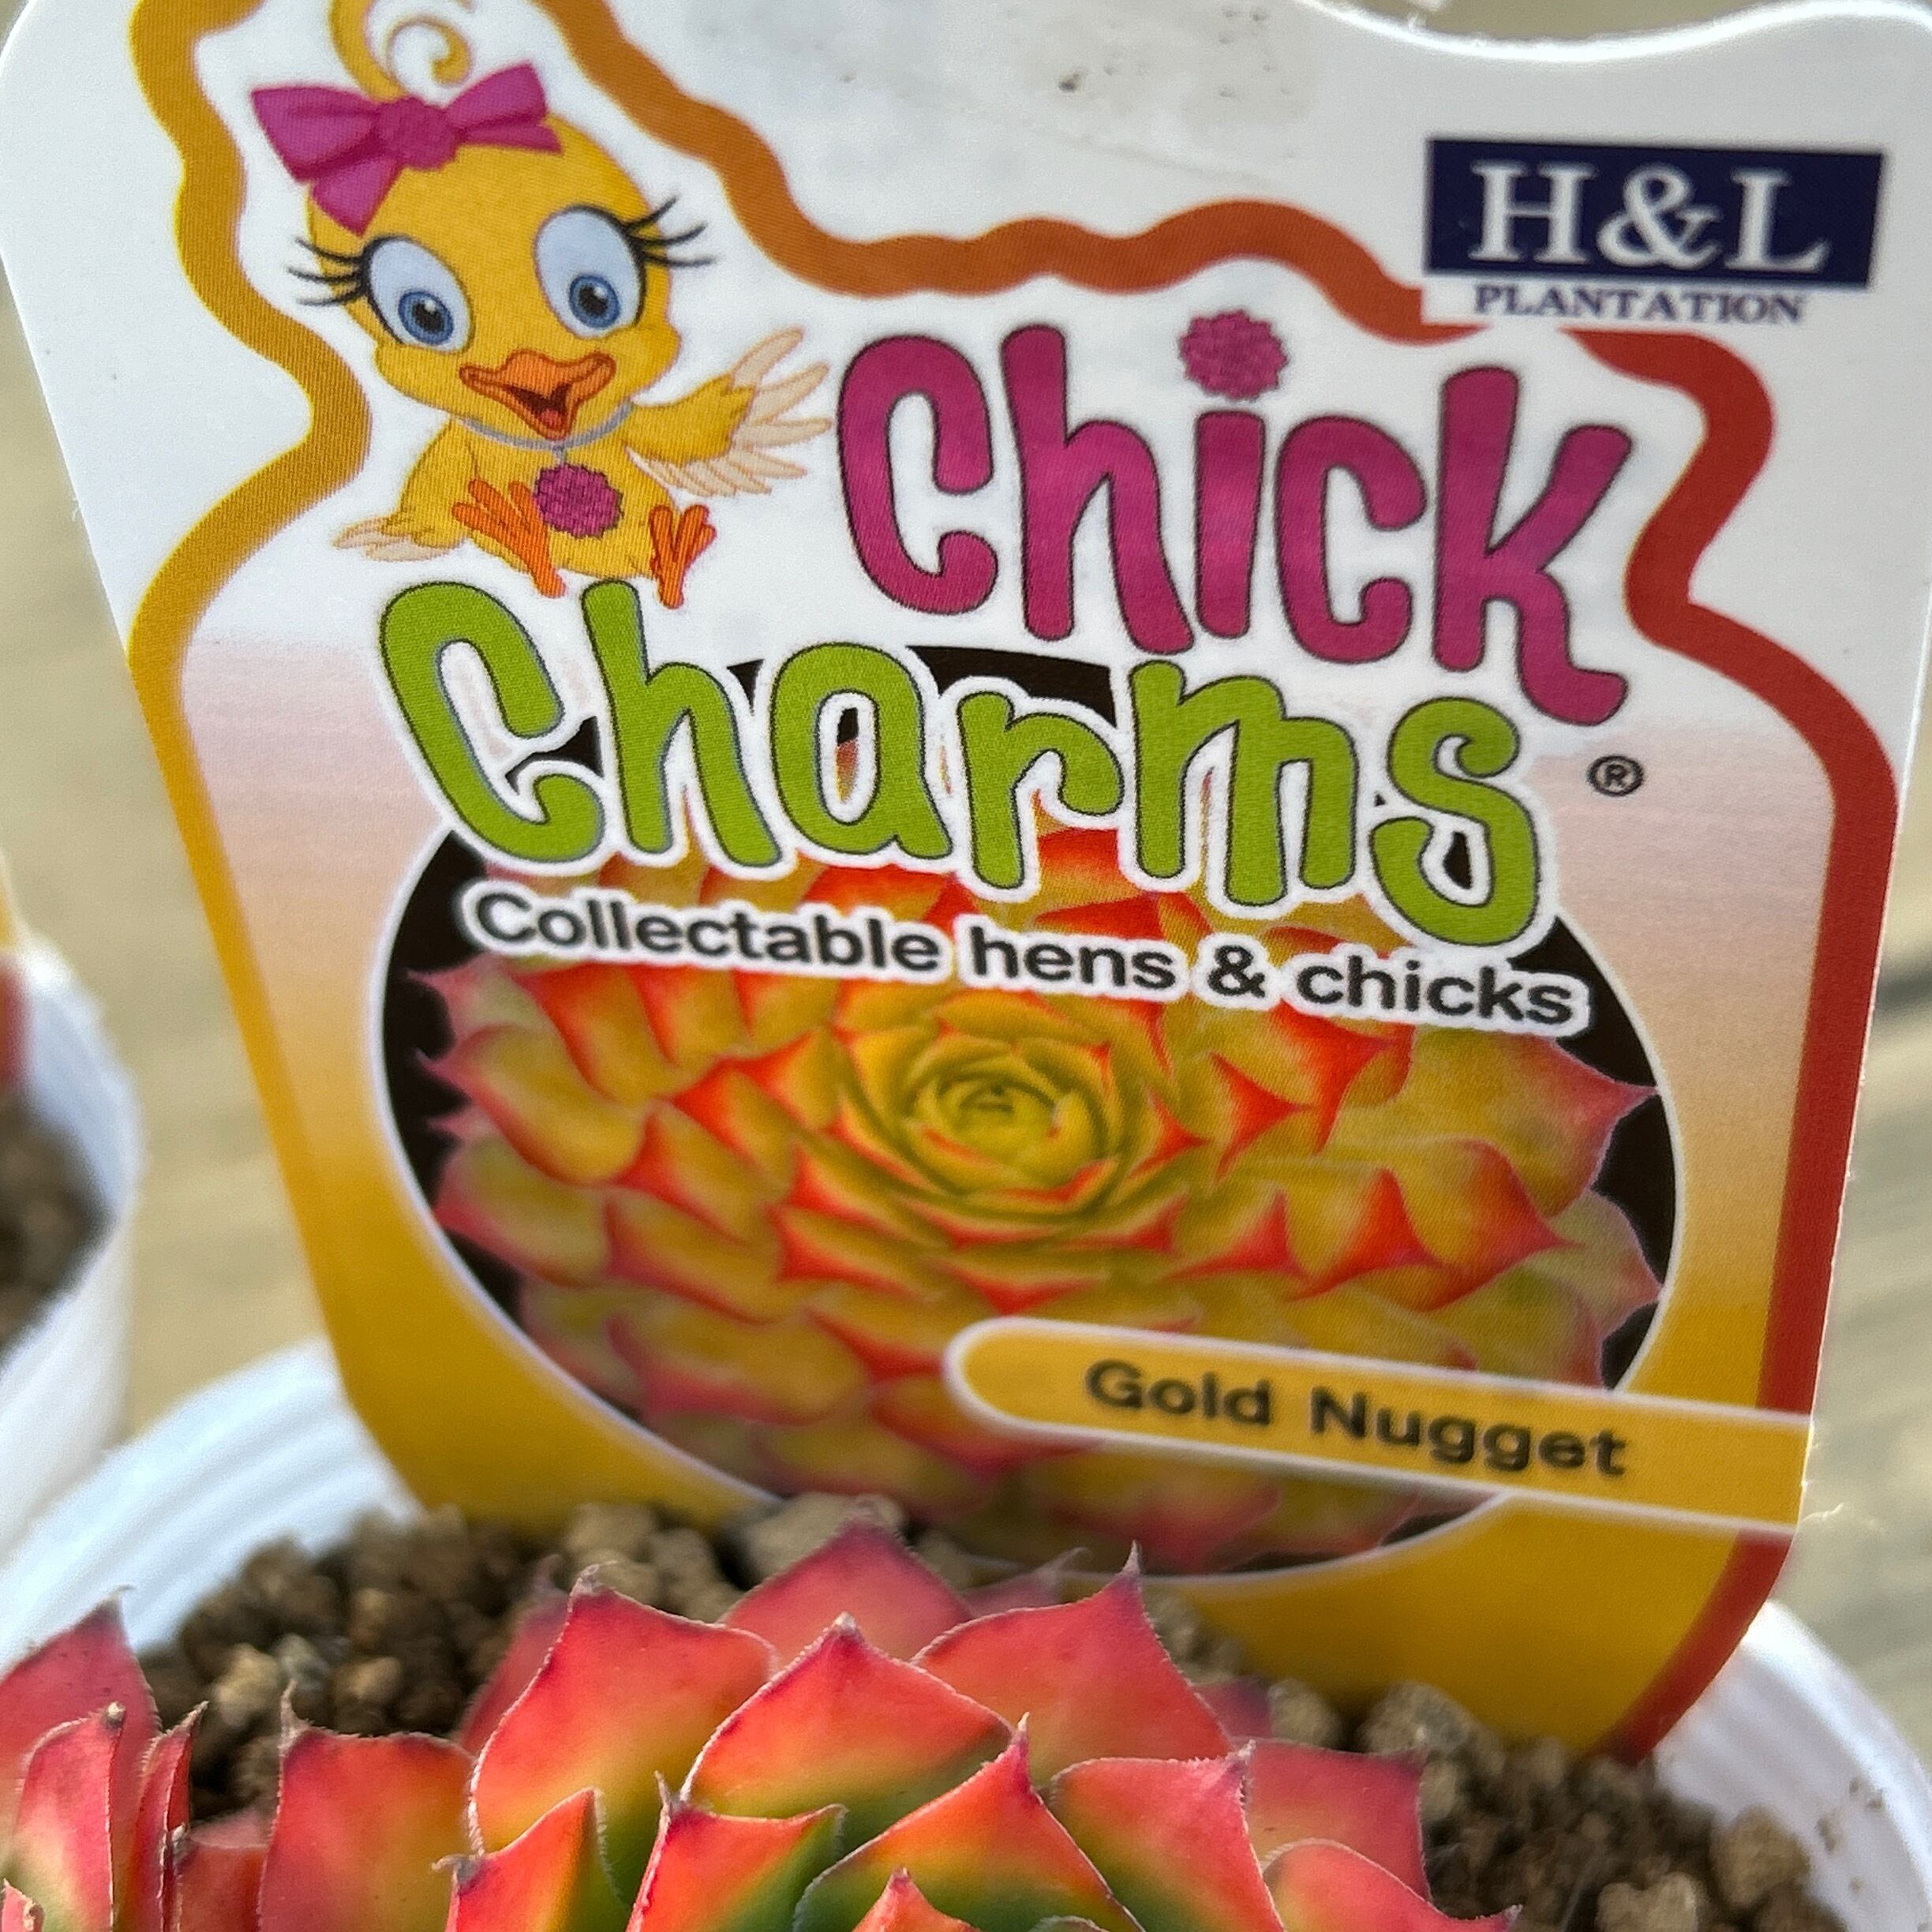 H&L
PLANTATION
Chick
Charms®
Collectable hens & chicks
Gold Nugget